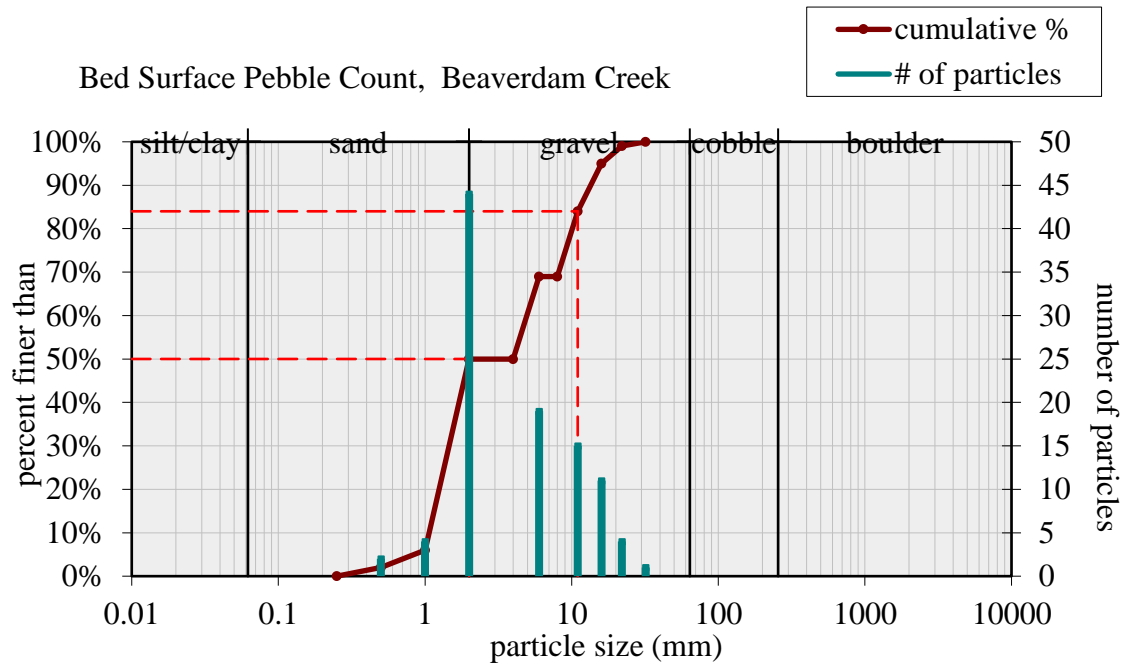 cumulative %
# of particles
Bed Surface Pebble Count, Beaverdam Creek
silt/clay sand gravel cobble boulder
100%
90%
80%
70%
60%
50%
40%
30%
20%
10%
0%
percent finer than
50
45
40
35
30
25
20
15
10
5
0
number of particles
0.01 0.1 1 10 100 1000 10000
particle size (mm)